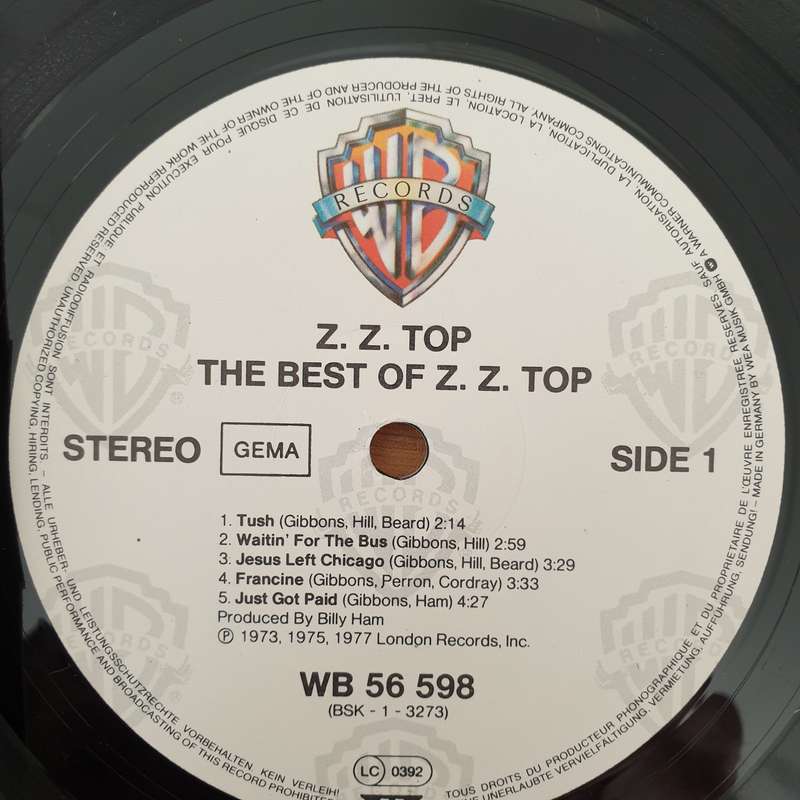 WB
RECORDS
Z. Z. TOP
THE BEST OF Z. Z. TOP
STEREO
GEMA
SIDE 1
1. Tush (Gibbons, Hill, Beard) 2:14
2. Waitin' For The Bus (Gibbons, Hill) 2:59
3. Jesus Left Chicago (Gibbons, Hill, Beard) 3:29
4. Francine (Gibbons, Perron, Cordray) 3:33
5. Just Got Paid (Gibbons, Ham) 4:27
Produced By Billy Ham
℗ 1973, 1975, 1977 London Records, Inc.
WB 56 598
(BSK - 1 - 3273)
LC 0392
ALLE URHEBER- UND LEISTUNGSSCHUTZRECHTE VORBEHALTEN. KEIN VERLEIH! KEINE UNERLAUBTE VERVIELFÄLTIGUNG, VERMIETUNG, AUFFÜHRUNG, SENDUNG! – MADE IN GERMANY BY WEA MUSIK GMBH A WARNER COMMUNICATIONS COMPANY. ALL RIGHTS OF THE PRODUCER AND OF THE OWNER OF THE WORK REPRODUCED RESERVED UNAUTHORIZED COPYING, HIRING, LENDING, PUBLIC PERFORMANCE AND BROADCASTING OF THIS RECORD PROHIBITED
TOUS DROITS DU PRODUCTEUR PHONOGRAPHIQUE ET DU PROPRIETAIRE DE L'ŒUVRE ENREGISTREE RESERVES. SAUF AUTORISATION, LA DUPLICATION, LA LOCATION, LE PRET, L'UTILISATION DE CE DISQUE POUR EXECUTION PUBLIQUE ET RADIODIFFUSION SONT INTERDITS –